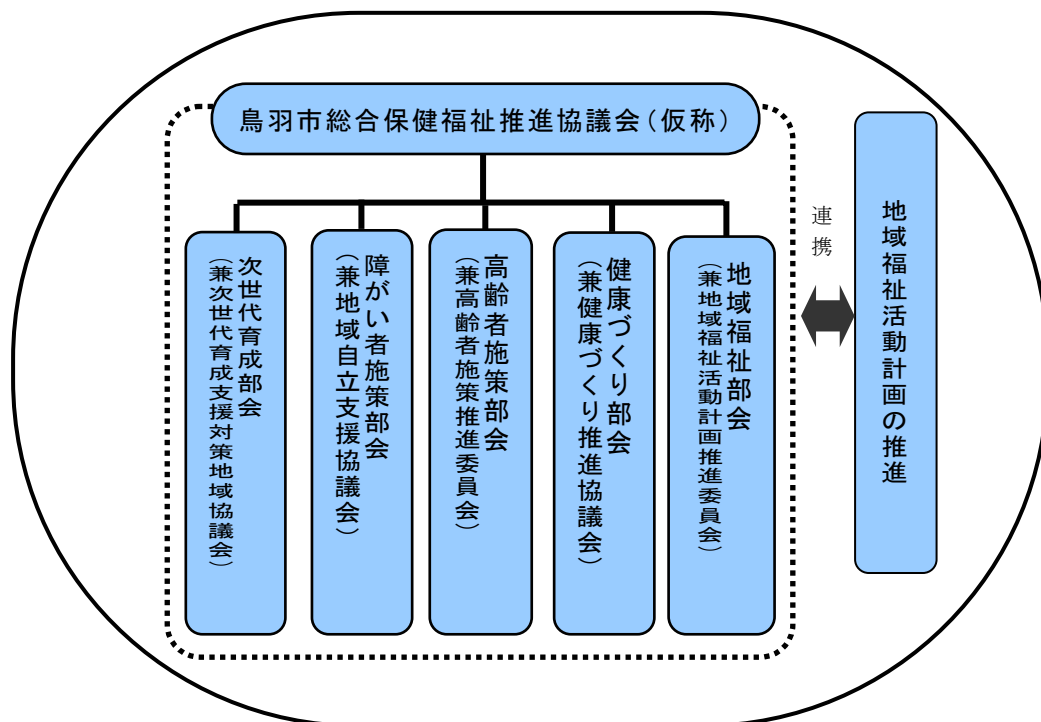 鳥羽市総合保健福祉推進協議会(仮称)
次世代育成部会
(兼次世代育成支援対策地域協議会)
障がい者施策部会
(兼地域自立支援協議会)
高齢者施策部会
(兼高齢者施策推進委員会)
健康づくり部会
(兼健康づくり推進協議会)
地域福祉部会
(兼地域福祉活動計画推進委員会)
連携
地域福祉活動計画の推進